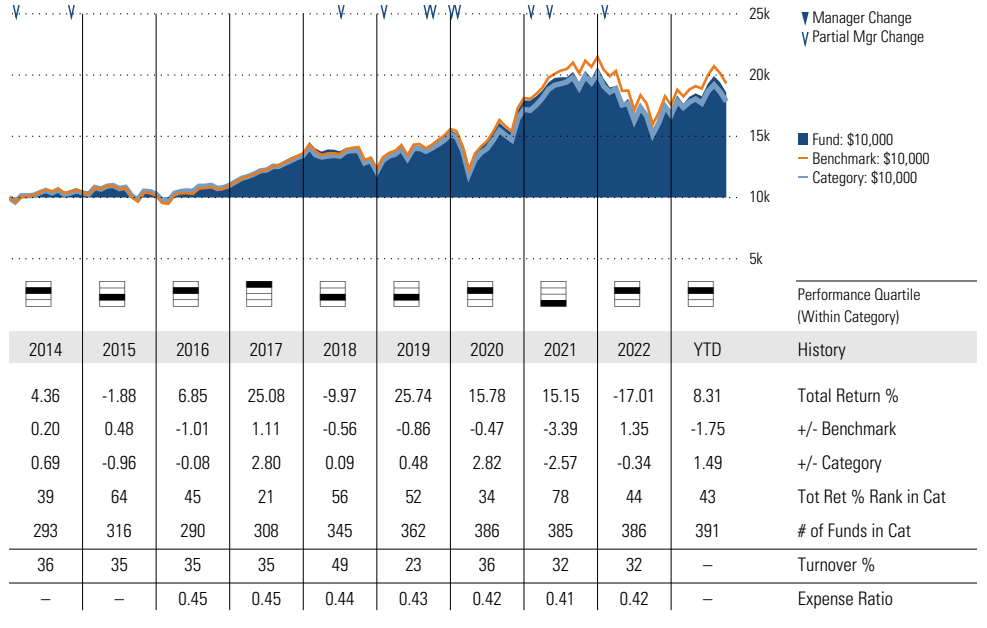 25k
Manager Change
Partial Mgr Change
20k
15k
Fund: $10,000
Benchmark: $10,000
Category: $10,000
10k
5k
Performance Quartile
(Within Category)
2014 2015 2016 2017 2018 2019 2020 2021 2022 YTD History
4.36 -1.88 6.85 25.08 -9.97 25.74 15.78 15.15 -17.01 8.31 Total Return %
0.20 0.48 -1.01 1.11 -0.56 -0.86 -0.47 -3.39 1.35 -1.75 +/- Benchmark
0.69 -0.96 -0.08 2.80 0.09 0.48 2.82 -2.57 -0.34 1.49 +/- Category
39 64 45 21 56 52 34 78 44 43 Tot Ret % Rank in Cat
293 316 290 308 345 362 386 385 386 391 # of Funds in Cat
36 35 35 35 49 23 36 32 32 – Turnover %
– – 0.45 0.45 0.44 0.43 0.42 0.41 0.42 – Expense Ratio